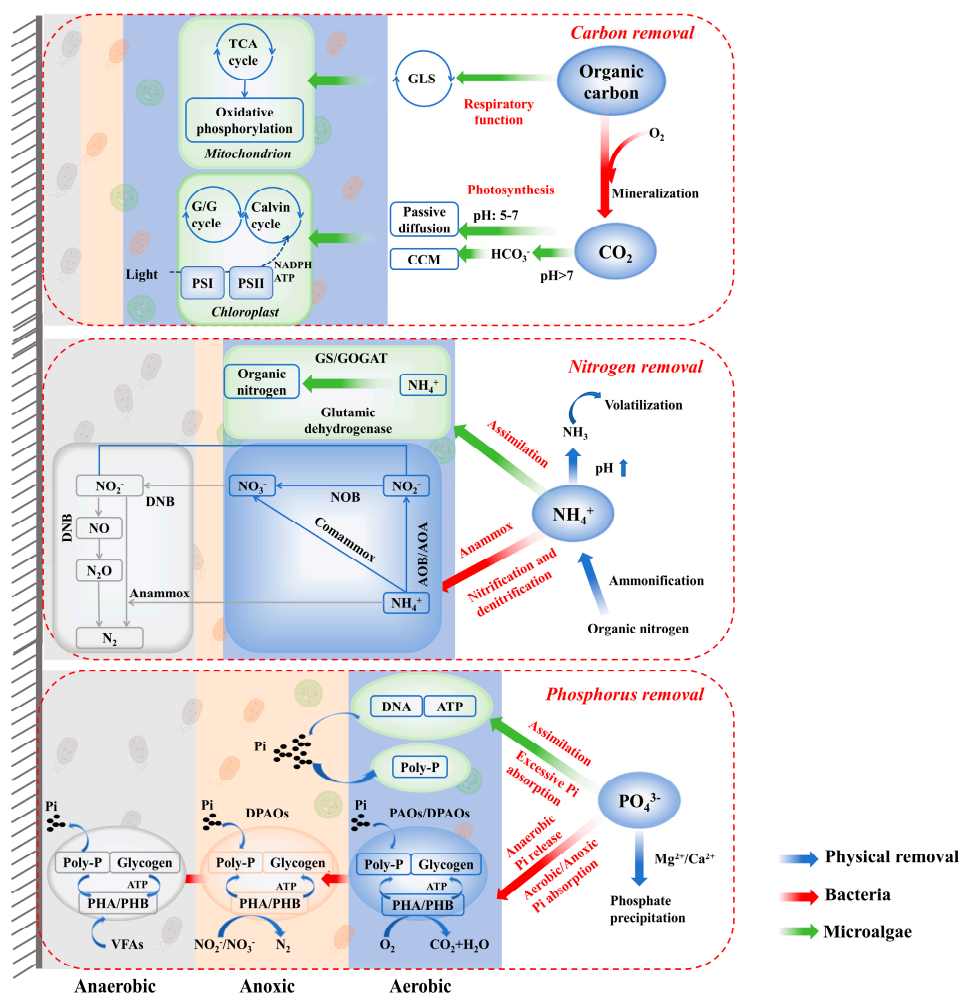 Carbon removal
TCA
cycle
Oxidative
phosphorylation
Mitochondrion
GLS
Respiratory
function
Organic
carbon
O₂
Mineralization
G/G
cycle
Calvin
cycle
Light
PSI
PSII
NADPH
ATP
Chloroplast
Photosynthesis
Passive
diffusion
pH: 5-7
CCM
HCO₃⁻
pH>7
CO₂
Nitrogen removal
GS/GOGAT
Organic
nitrogen
NH₄⁺
Glutamic
dehydrogenase
Volatilization
NH₃
pH
Assimilation
NH₄⁺
NO₂⁻
DNB
NO₃⁻
NOB
NO₂⁻
DNB
NO
N₂O
Comammox
AOB/AOA
Anammox
NH₄⁺
N₂
Anammox
Nitrification and
denitrification
Ammonification
Organic nitrogen
Phosphorus removal
DNA
ATP
Pi
Poly-P
Assimilation
Excessive Pi
absorption
PO₄³⁻
Anaerobic
Pi release
Aerobic/Anoxic
Pi absorption
Mg²⁺/Ca²⁺
Phosphate
precipitation
Pi
Poly-P
Glycogen
ATP
PHA/PHB
VFAs
Pi
DPAOs
Poly-P
Glycogen
ATP
PHA/PHB
NO₂⁻/NO₃⁻
N₂
Pi
PAOs/DPAOs
Poly-P
Glycogen
ATP
PHA/PHB
O₂
CO₂+H₂O
Physical removal
Bacteria
Microalgae
Anaerobic
Anoxic
Aerobic